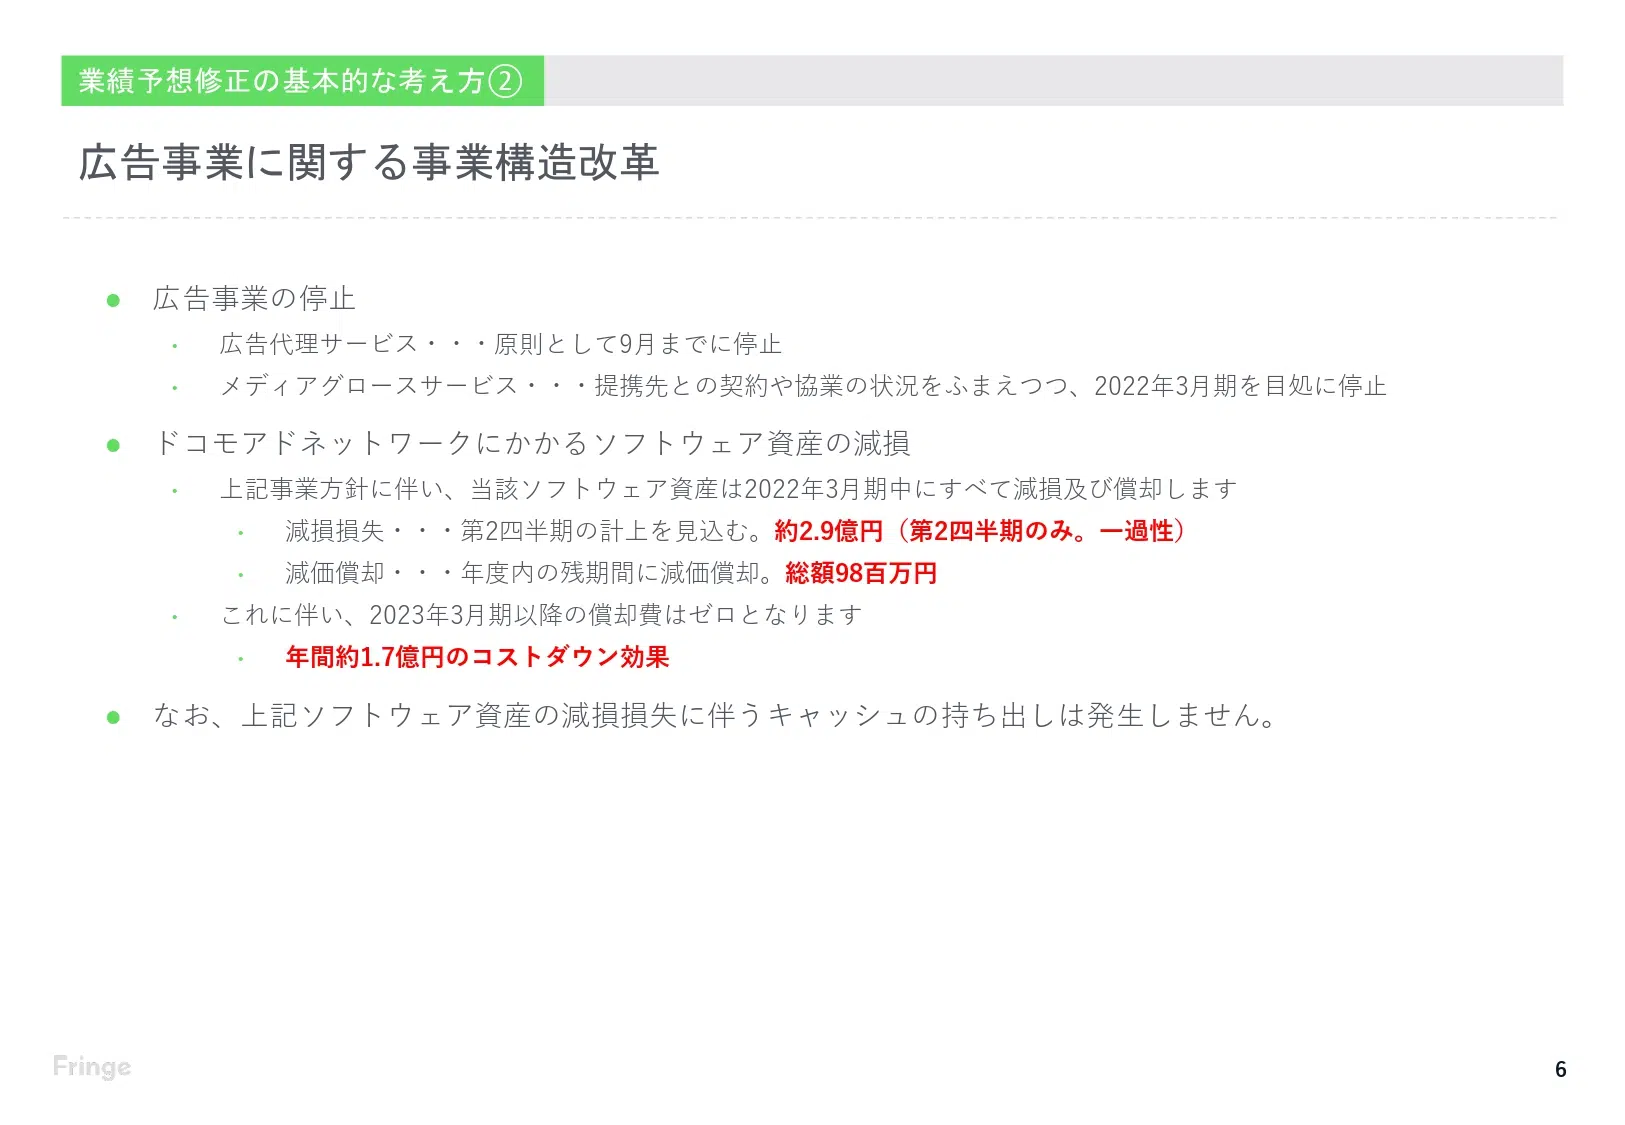 業績予想修正の基本的な考え方②
広告事業に関する事業構造改革
● 広告事業の停止
・ 広告代理サービス・・・原則として9月までに停止
・ メディアグロースサービス・・・提携先との契約や協業の状況をふまえつつ、2022年3月期を目処に停止
● ドコモアドネットワークにかかるソフトウェア資産の減損
・ 上記事業方針に伴い、当該ソフトウェア資産は2022年3月期中にすべて減損及び償却します
・ 減損損失・・・第2四半期の計上を見込む。約2.9億円（第2四半期のみ。一過性）
・ 減価償却・・・年度内の残期間に減価償却。総額98百万円
・ これに伴い、2023年3月期以降の償却費はゼロとなります
・ 年間約1.7億円のコストダウン効果
● なお、上記ソフトウェア資産の減損損失に伴うキャッシュの持ち出しは発生しません。
Fringe
6